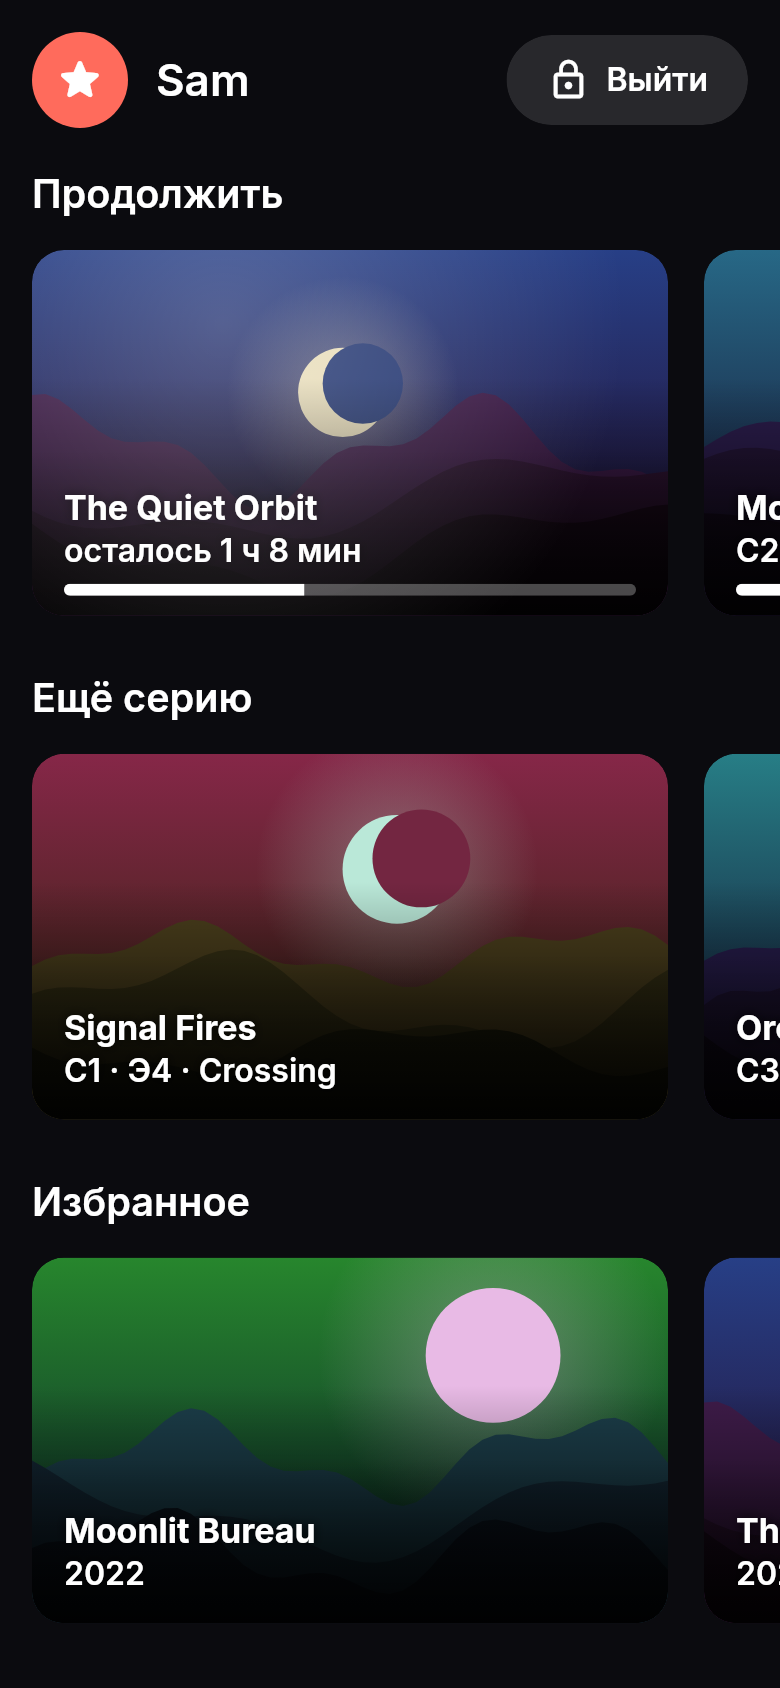 Sam
Выйти
Продолжить
The Quiet Orbit
осталось 1 ч 8 мин
Ещё серию
Signal Fires
С1 · Э4 · Crossing
С3
Избранное
Moonlit Bureau
2022